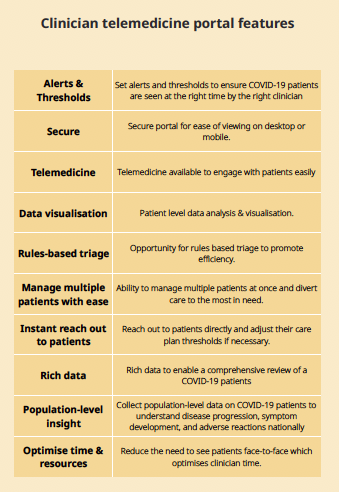 Clinician telemedicine portal features
Alerts &
Thresholds
Set alerts and thresholds to ensure COVID-19 patients
are seen at the right time by the right clinician
Secure
Secure portal for ease of viewing on desktop or
mobile.
Telemedicine
Telemedicine available to engage with patients easily
Data visualisation
Patient level data analysis & visualisation.
Rules-based triage
Opportunity for rules based triage to promote
efficiency.
Manage multiple
patients with ease
Ability to manage multiple patients at once and divert
care to the most in need.
Instant reach out
to patients
Reach out to patients directly and adjust their care
plan thresholds if necessary.
Rich data
Rich data to enable a comprehensive review of a
COVID-19 patients
Population-level
insight
Collect population-level data on COVID-19 patients to
understand disease progression, symptom
development, and adverse reactions nationally
Optimise time &
resources
Reduce the need to see patients face-to-face which
optimises clinician time.